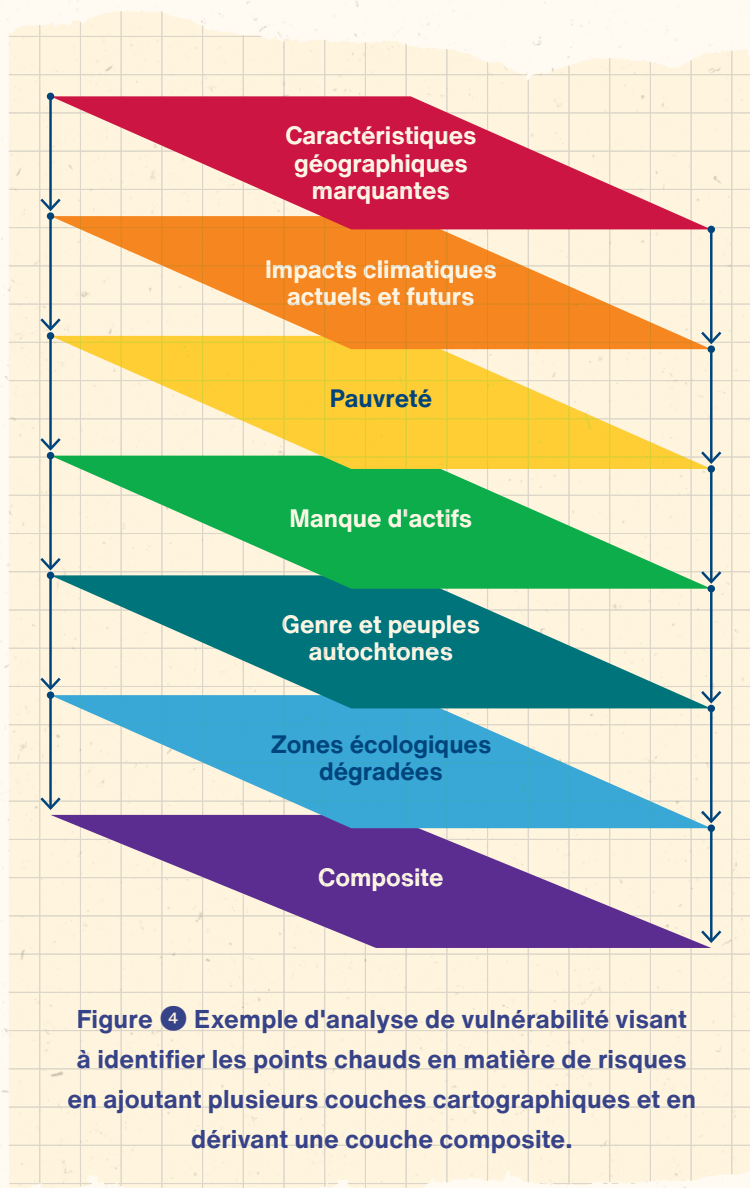 Caractéristiques
géographiques
marquantes
Impacts climatiques
actuels et futurs
Pauvreté
Manque d'actifs
Genre et peuples
autochtones
Zones écologiques
dégradées
Composite
Figure 4 Exemple d'analyse de vulnérabilité visant
à identifier les points chauds en matière de risques
en ajoutant plusieurs couches cartographiques et en
dérivant une couche composite.